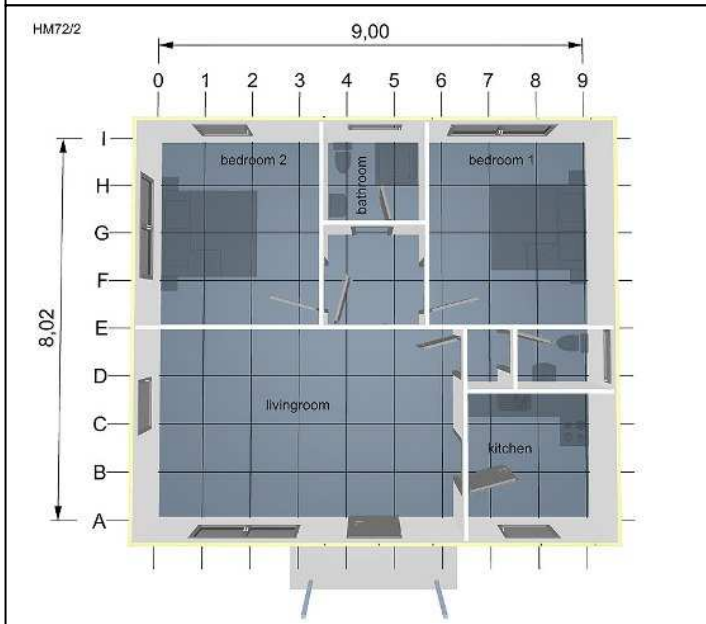 HM72/2
9,00
0 1 2 3 4 5 6 7 8 9
I
bedroom 2
bathroom
bedroom 1
H
G
F
E
8,02
D
livingroom
C
kitchen
B
A